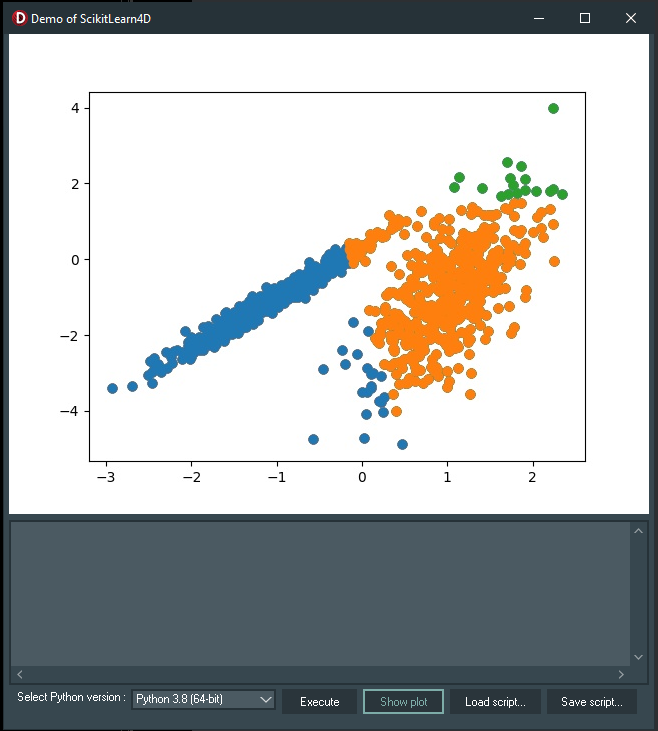 Demo of ScikitLearn4D
4
2
0
−2
−4
−3 −2 −1 0 1 2
Select Python version : Python 3.8 (64-bit) Execute Show plot Load script... Save script...